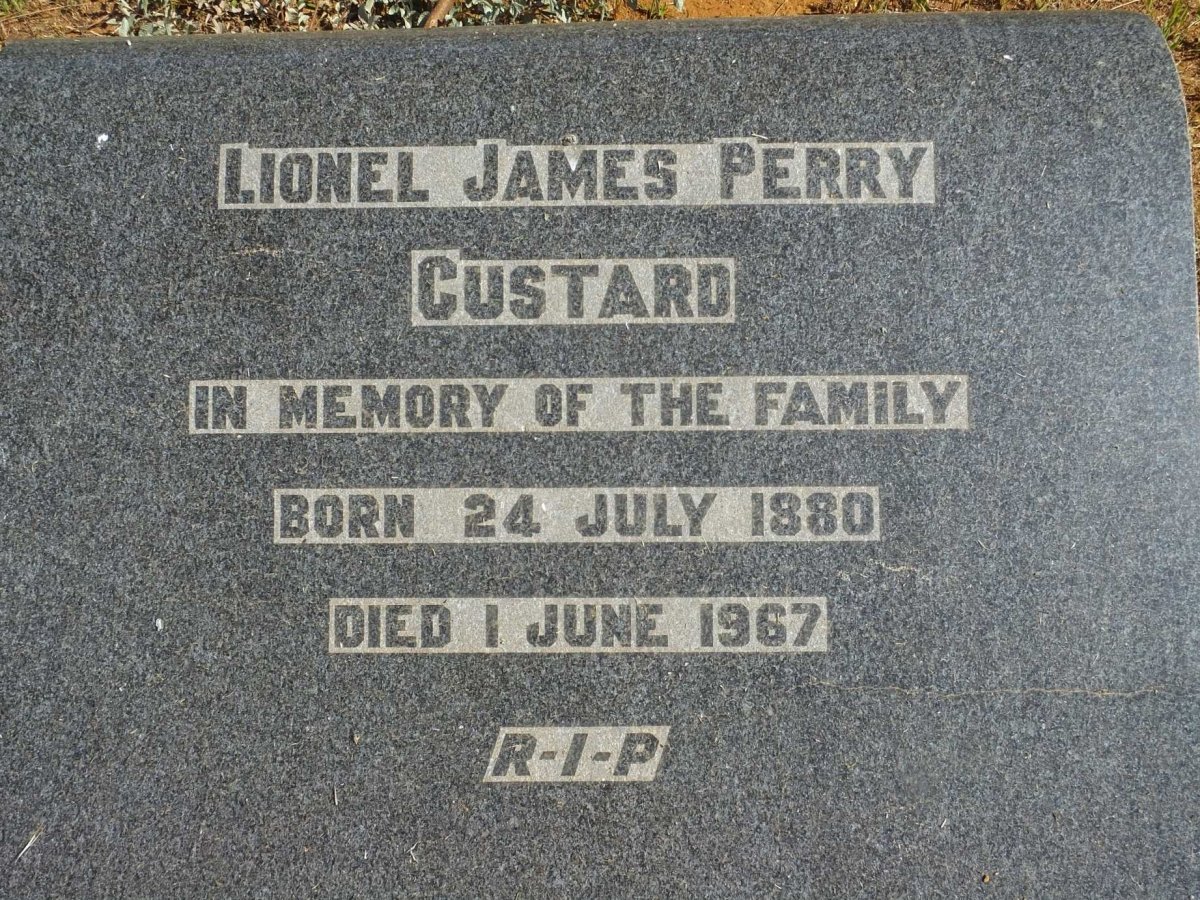 LIONEL JAMES PERRY
CUSTARD
IN MEMORY OF THE FAMILY
BORN 24 JULY 1880
DIED 1 JUNE 1967
R-I-P